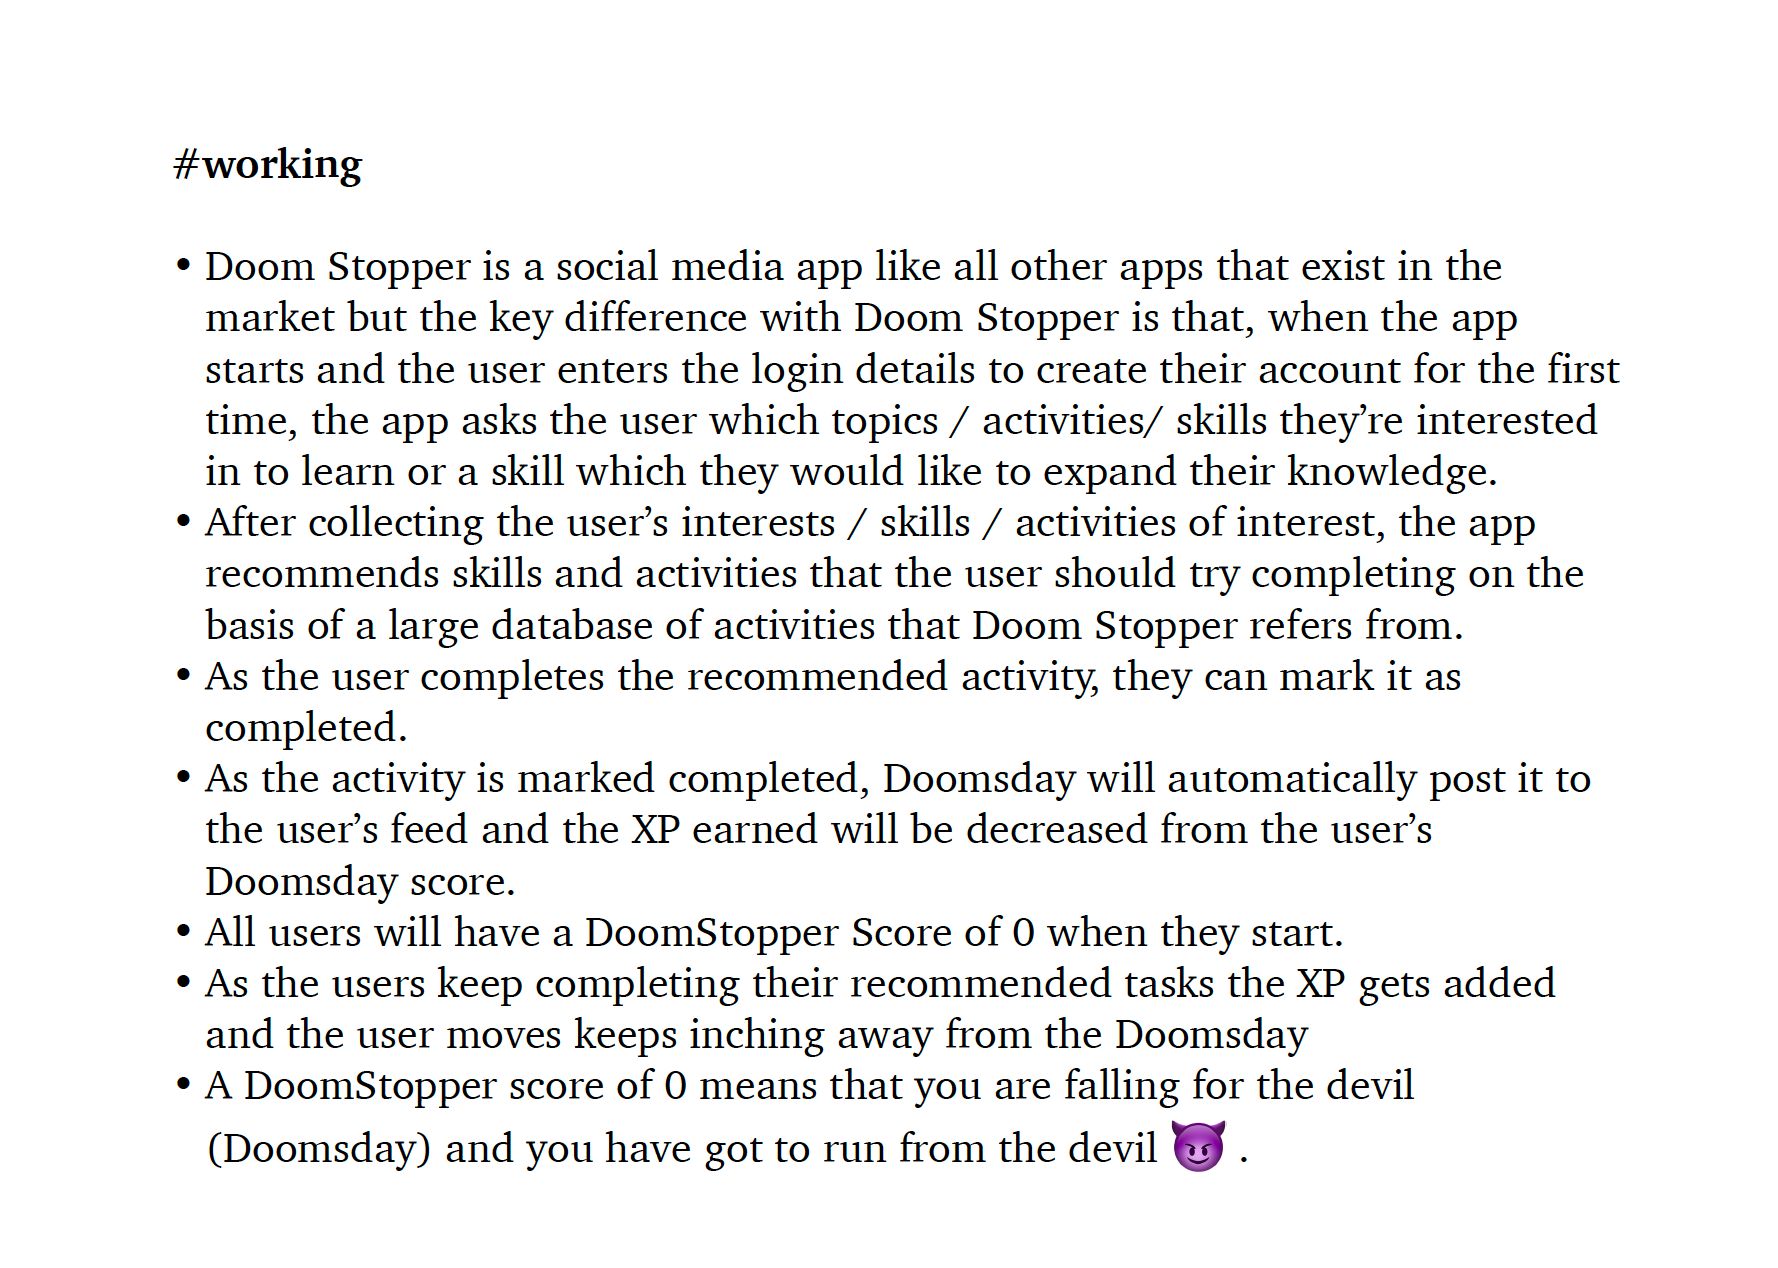 #working
• Doom Stopper is a social media app like all other apps that exist in the
market but the key difference with Doom Stopper is that, when the app
starts and the user enters the login details to create their account for the first
time, the app asks the user which topics / activities/ skills they’re interested
in to learn or a skill which they would like to expand their knowledge.
• After collecting the user’s interests / skills / activities of interest, the app
recommends skills and activities that the user should try completing on the
basis of a large database of activities that Doom Stopper refers from.
• As the user completes the recommended activity, they can mark it as
completed.
• As the activity is marked completed, Doomsday will automatically post it to
the user’s feed and the XP earned will be decreased from the user’s
Doomsday score.
• All users will have a DoomStopper Score of 0 when they start.
• As the users keep completing their recommended tasks the XP gets added
and the user moves keeps inching away from the Doomsday
• A DoomStopper score of 0 means that you are falling for the devil
(Doomsday) and you have got to run from the devil 😈 .